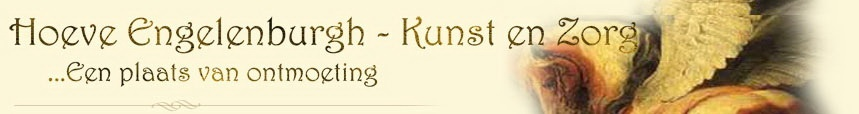 Hoeve Engelenburgh - Kunst en Zorg
...Een plaats van ontmoeting